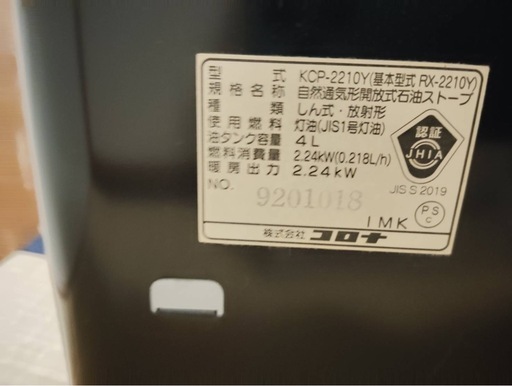 型式 KCP-2210Y(基本型式 RX-2210Y)
規格名称 自然通気形開放式石油ストーブ
種類 しん式・放射形
使用燃料 灯油(JIS1号灯油)
油タンク容量 4L
燃料消費量 2.24kW(0.218L/h)
暖房出力 2.24kW
NO. 9201018
認証
JHIA
JIS S 2019
1MK
PS
C
株式会社 コロナ